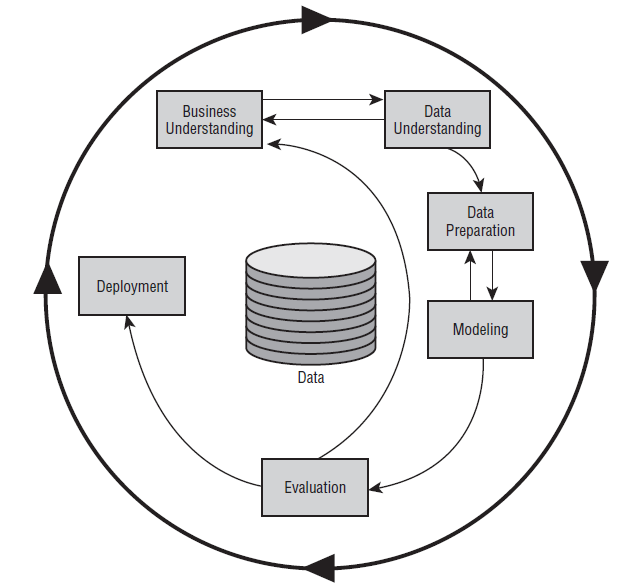 Business
Understanding
Data
Understanding
Data
Preparation
Deployment
Modeling
Data
Evaluation